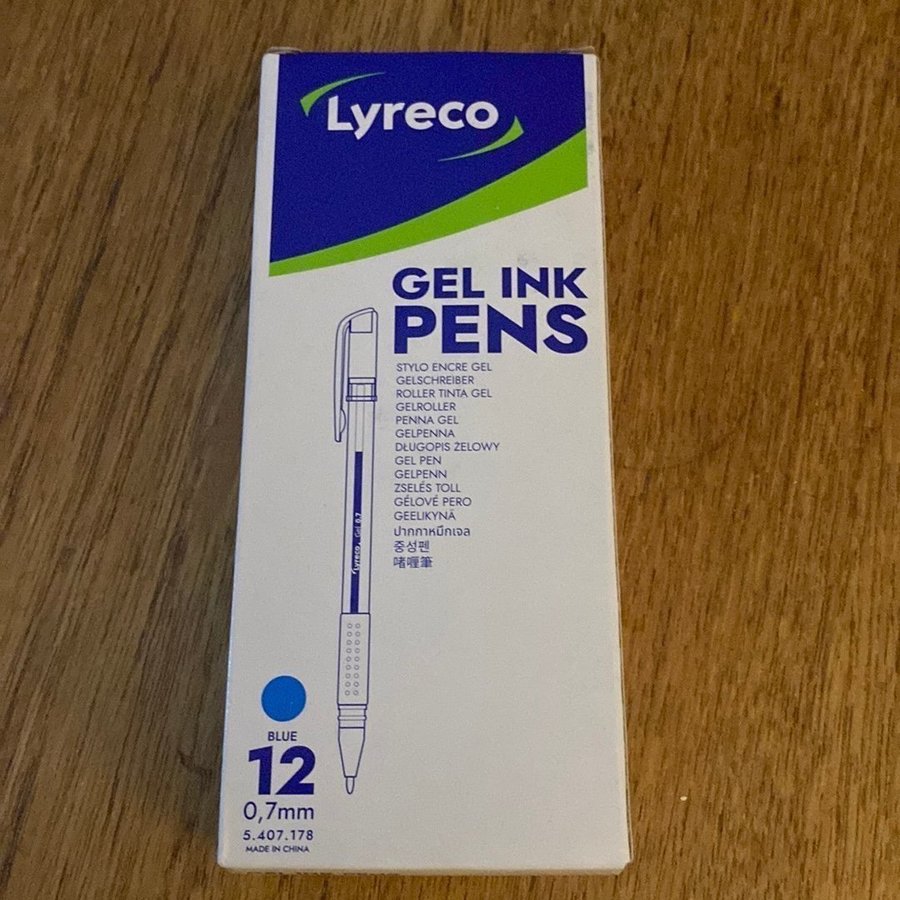 Lyreco
GEL INK
PENS
STYLO ENCRE GEL
GELSCHREIBER
ROLLER TINTA GEL
GELROLLER
PENNA GEL
GELPENNA
DŁUGOPIS ŻELOWY
GEL PEN
GELPENN
ZSELÉS TOLL
GÉLOVÉ PERO
GEELIKYNÄ
ปากกาหมึกเจล
중성펜
啫喱筆
Lyreco. Gel 0.7
BLUE
12
0,7mm
5.407.178
MADE IN CHINA